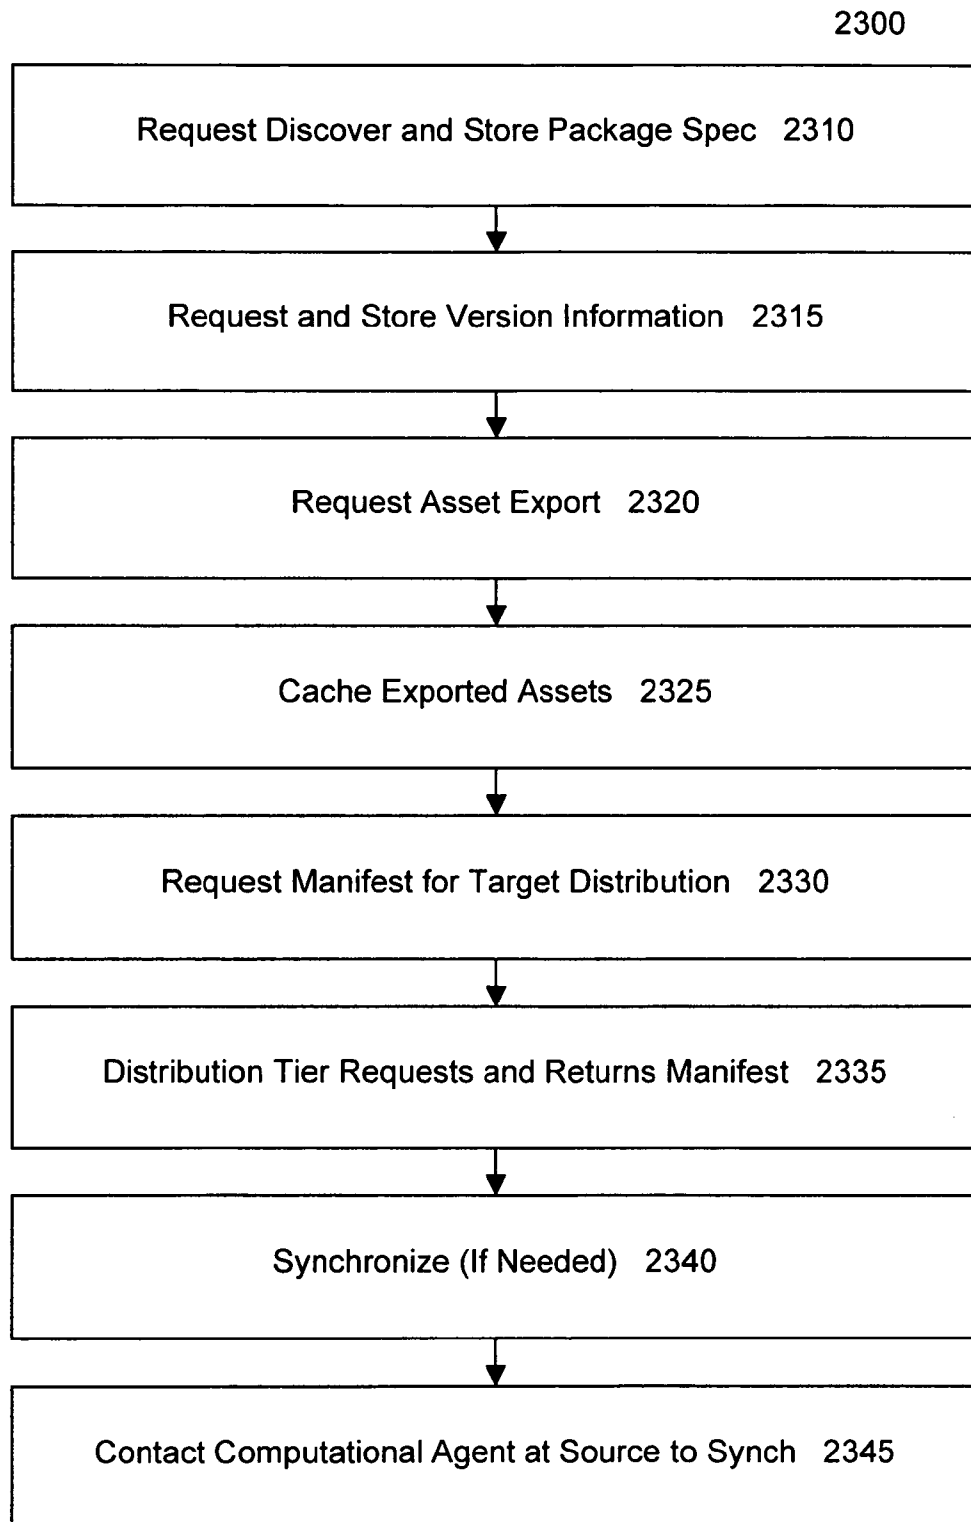 2300
Request Discover and Store Package Spec 2310
Request and Store Version Information 2315
Request Asset Export 2320
Cache Exported Assets 2325
Request Manifest for Target Distribution 2330
Distribution Tier Requests and Returns Manifest 2335
Synchronize (If Needed) 2340
Contact Computational Agent at Source to Synch 2345